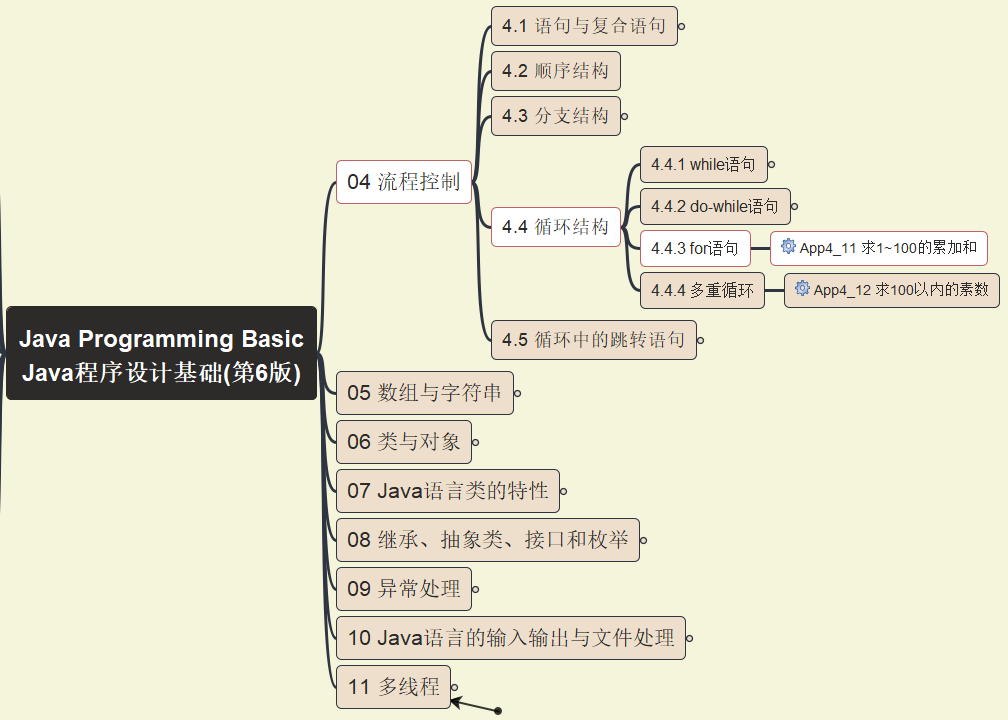 Java Programming Basic
Java程序设计基础(第6版)
04 流程控制
4.1 语句与复合语句
4.2 顺序结构
4.3 分支结构
4.4 循环结构
4.4.1 while语句
4.4.2 do-while语句
4.4.3 for语句
App4_11 求1~100的累加和
4.4.4 多重循环
App4_12 求100以内的素数
4.5 循环中的跳转语句
05 数组与字符串
06 类与对象
07 Java语言类的特性
08 继承、抽象类、接口和枚举
09 异常处理
10 Java语言的输入输出与文件处理
11 多线程